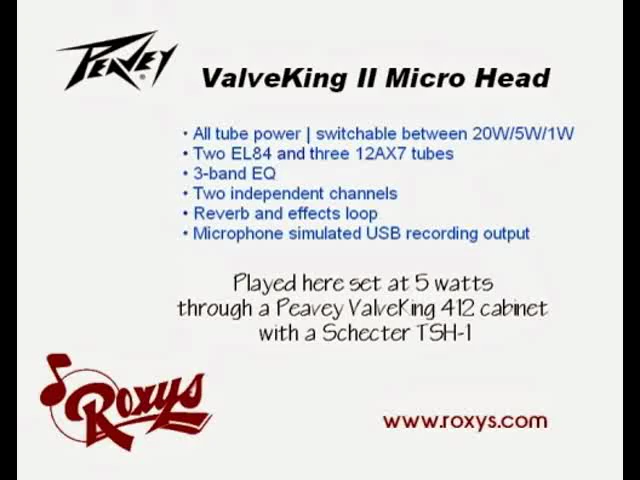 PEAVEY®
ValveKing II Micro Head
• All tube power | switchable between 20W/5W/1W
• Two EL84 and three 12AX7 tubes
• 3-band EQ
• Two independent channels
• Reverb and effects loop
• Microphone simulated USB recording output
Played here set at 5 watts
through a Peavey ValveKing 412 cabinet
with a Schecter TSH-1
Roxys
www.roxys.com